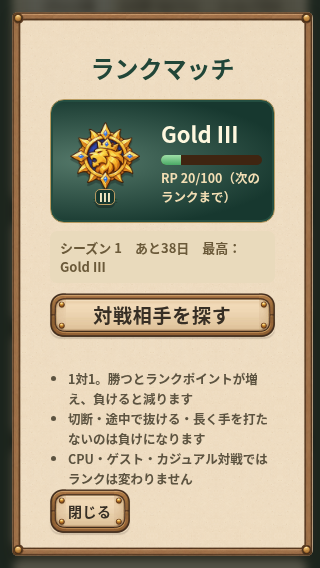 ランクマッチ
Gold III
III
RP 20/100（次の
ランクまで）
シーズン 1　あと38日　最高：
Gold III
対戦相手を探す
1対1。勝つとランクポイントが増
え、負けると減ります
切断・途中で抜ける・長く手を打た
ないのは負けになります
CPU・ゲスト・カジュアル対戦では
ランクは変わりません
閉じる